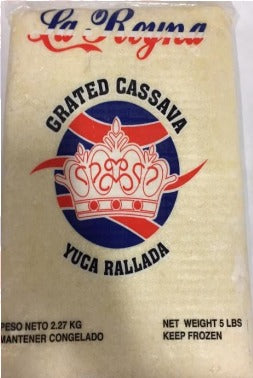 La Reyna
GRATED CASSAVA
YUCA RALLADA
PESO NETO 2.27 KG
MANTENER CONGELADO
NET WEIGHT 5 LBS
KEEP FROZEN